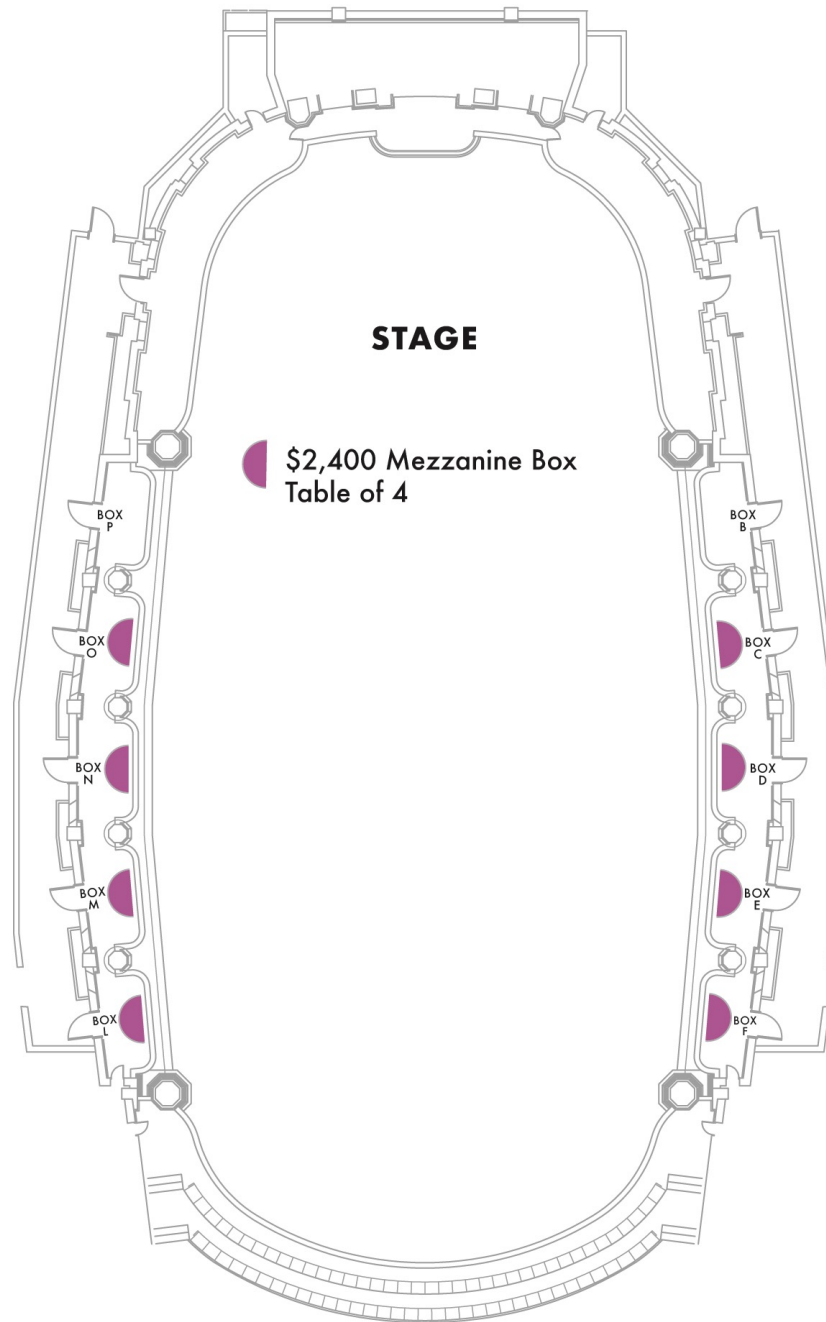 STAGE
$2,400 Mezzanine Box
Table of 4
BOX
P
BOX
B
BOX
O
BOX
C
BOX
N
BOX
D
BOX
M
BOX
E
BOX
L
BOX
F